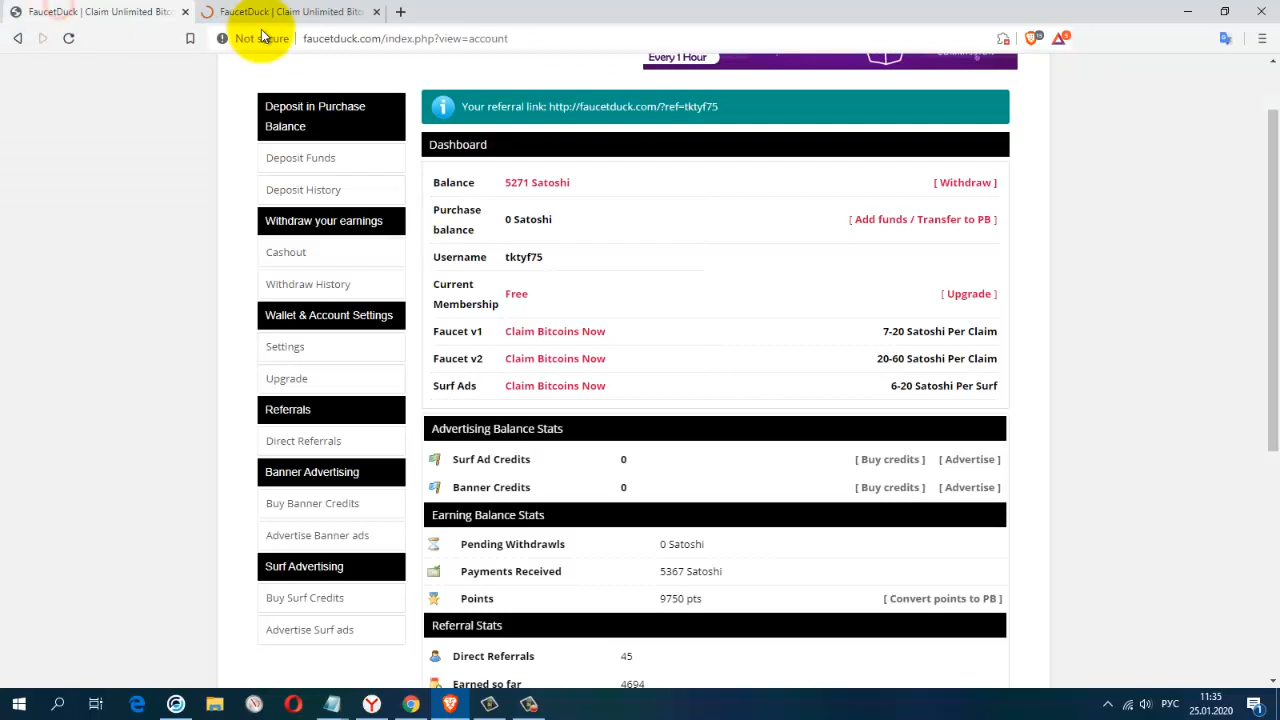 FaucetDuck | Claim Unlimited Bitc
FaucetDuck | Claim Unlimited Bitc
Not secure
faucetduck.com/index.php?view=account
Every 1 Hour
Deposit in Purchase
Balance
Deposit Funds
Deposit History
Withdraw your earnings
Cashout
Withdraw History
Wallet & Account Settings
Settings
Upgrade
Referrals
Direct Referrals
Banner Advertising
Buy Banner Credits
Advertise Banner ads
Surf Advertising
Buy Surf Credits
Advertise Surf ads
Your referral link: http://faucetduck.com/?ref=tktyf75
Dashboard
Balance 5271 Satoshi [ Withdraw ]
Purchase
balance 0 Satoshi [ Add funds / Transfer to PB ]
Username tktyf75
Current
Membership Free [ Upgrade ]
Faucet v1 Claim Bitcoins Now 7-20 Satoshi Per Claim
Faucet v2 Claim Bitcoins Now 20-60 Satoshi Per Claim
Surf Ads Claim Bitcoins Now 6-20 Satoshi Per Surf
Advertising Balance Stats
Surf Ad Credits 0 [ Buy credits ] [ Advertise ]
Banner Credits 0 [ Buy credits ] [ Advertise ]
Earning Balance Stats
Pending Withdrawls 0 Satoshi
Payments Received 5367 Satoshi
Points 9750 pts [ Convert points to PB ]
Referral Stats
Direct Referrals 45
Earned so far 4694
РУС
11:35
25.01.2020